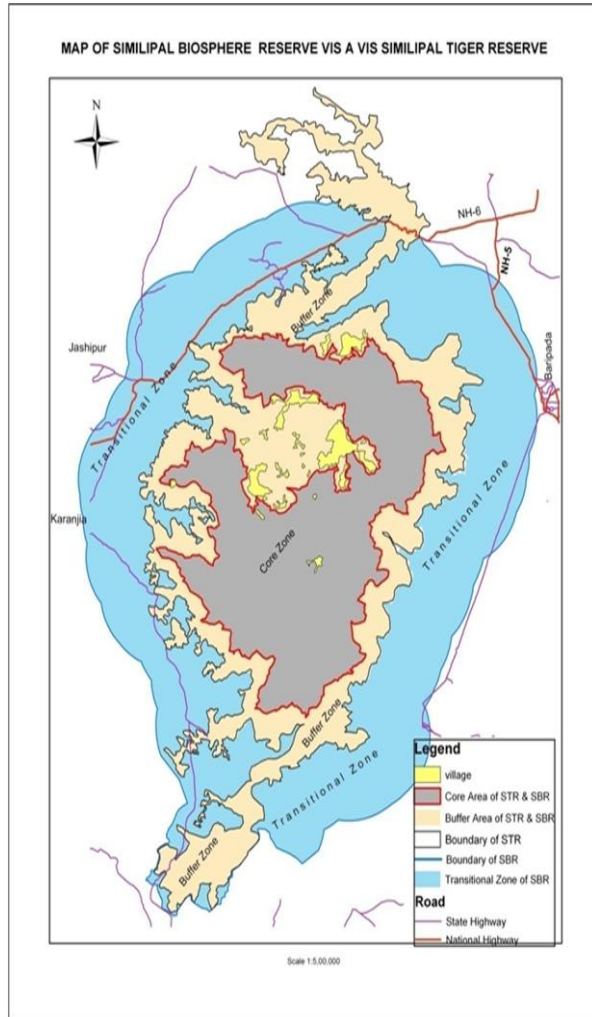 MAP OF SIMILIPAL BIOSPHERE RESERVE VIS A VIS SIMILIPAL TIGER RESERVE
N
NH-6
NH-5
Buffer Zone
Jashipur
Baripada
Transitional Zone
Karanjia
Transitional Zone
Core Zone
Buffer Zone
Transitional Zone
Buffer Zone
Legend
village
Core Area of STR & SBR
Buffer Area of STR & SBR
Boundary of STR
Boundary of SBR
Transitional Zone of SBR
Road
State Highway
National Highway
Scale 1:5,00,000